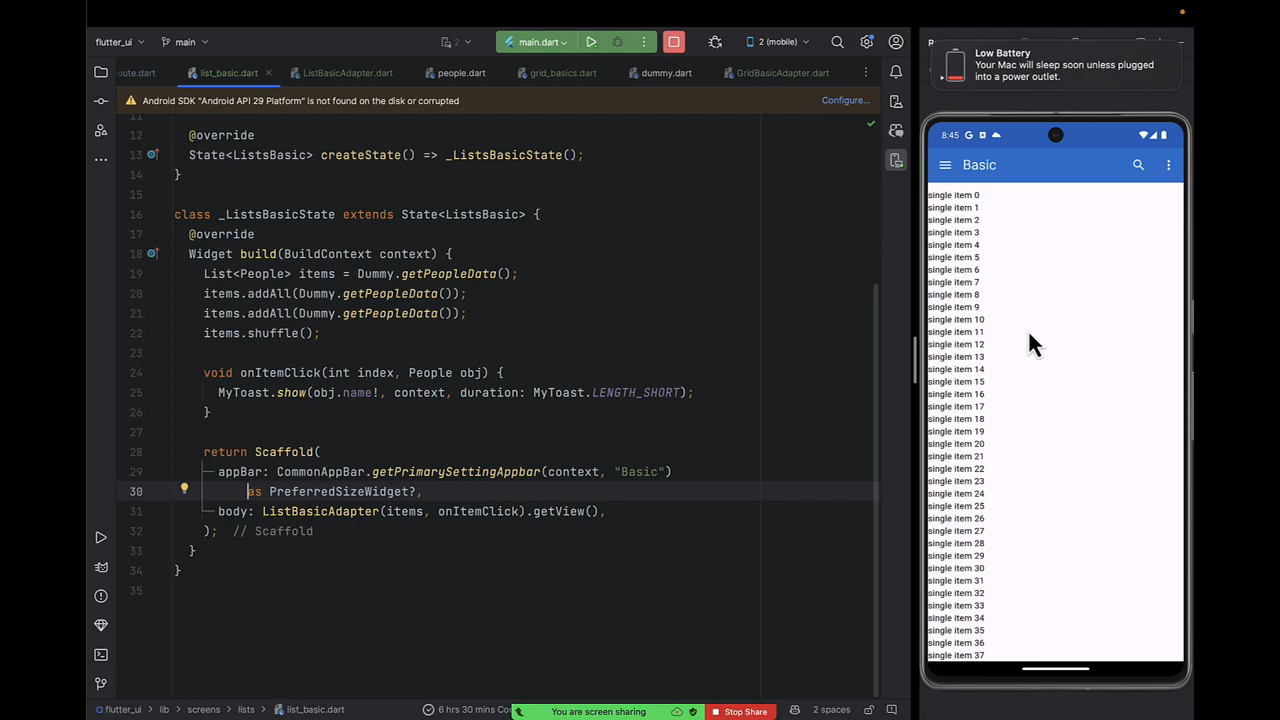 flutter_ui
main
2
main.dart
2 (mobile)
Low Battery
Your Mac will sleep soon unless plugged
into a power outlet.
oute.dart
list_basic.dart
ListBasicAdapter.dart
people.dart
grid_basics.dart
dummy.dart
GridBasicAdapter.dart
Android SDK "Android API 29 Platform" is not found on the disk or corrupted
Configure...
11
12 @override
13 State<ListsBasic> createState() => _ListsBasicState();
14 }
15
16 class _ListsBasicState extends State<ListsBasic> {
17 @override
18 Widget build(BuildContext context) {
19 List<People> items = Dummy.getPeopleData();
20 items.addAll(Dummy.getPeopleData());
21 items.addAll(Dummy.getPeopleData());
22 items.shuffle();
23
24 void onItemClick(int index, People obj) {
25 MyToast.show(obj.name!, context, duration: MyToast.LENGTH_SHORT);
26 }
27
28 return Scaffold(
29 appBar: CommonAppBar.getPrimarySettingAppbar(context, "Basic")
30 as PreferredSizeWidget?,
31 body: ListBasicAdapter(items, onItemClick).getView(),
32 ); // Scaffold
33 }
34 }
35
8:45 G A
Basic
single item 0
single item 1
single item 2
single item 3
single item 4
single item 5
single item 6
single item 7
single item 8
single item 9
single item 10
single item 11
single item 12
single item 13
single item 14
single item 15
single item 16
single item 17
single item 18
single item 19
single item 20
single item 21
single item 22
single item 23
single item 24
single item 25
single item 26
single item 27
single item 28
single item 29
single item 30
single item 31
single item 32
single item 33
single item 34
single item 35
single item 36
single item 37
flutter_ui > lib > screens > lists > list_basic.dart
6 hrs 30 mins Co
You are screen sharing
Stop Share
2 spaces